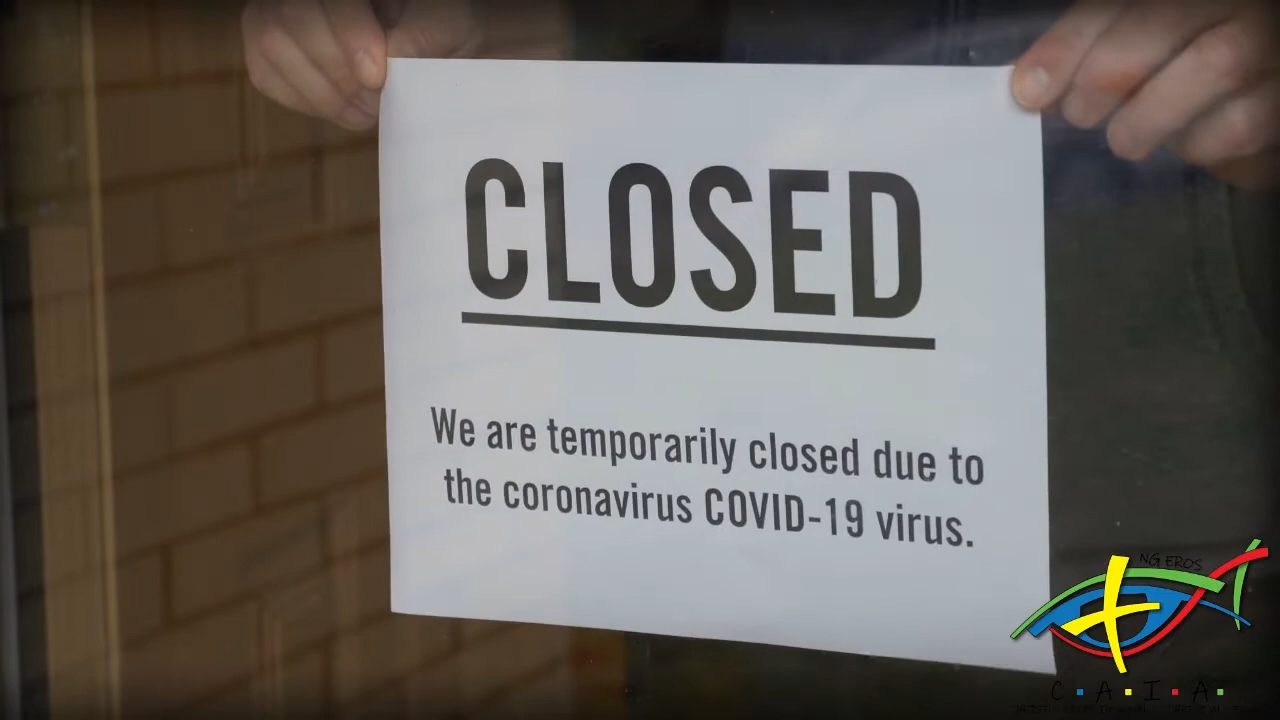 CLOSED
We are temporarily closed due to
the coronavirus COVID-19 virus.
NG EROS
C A I A